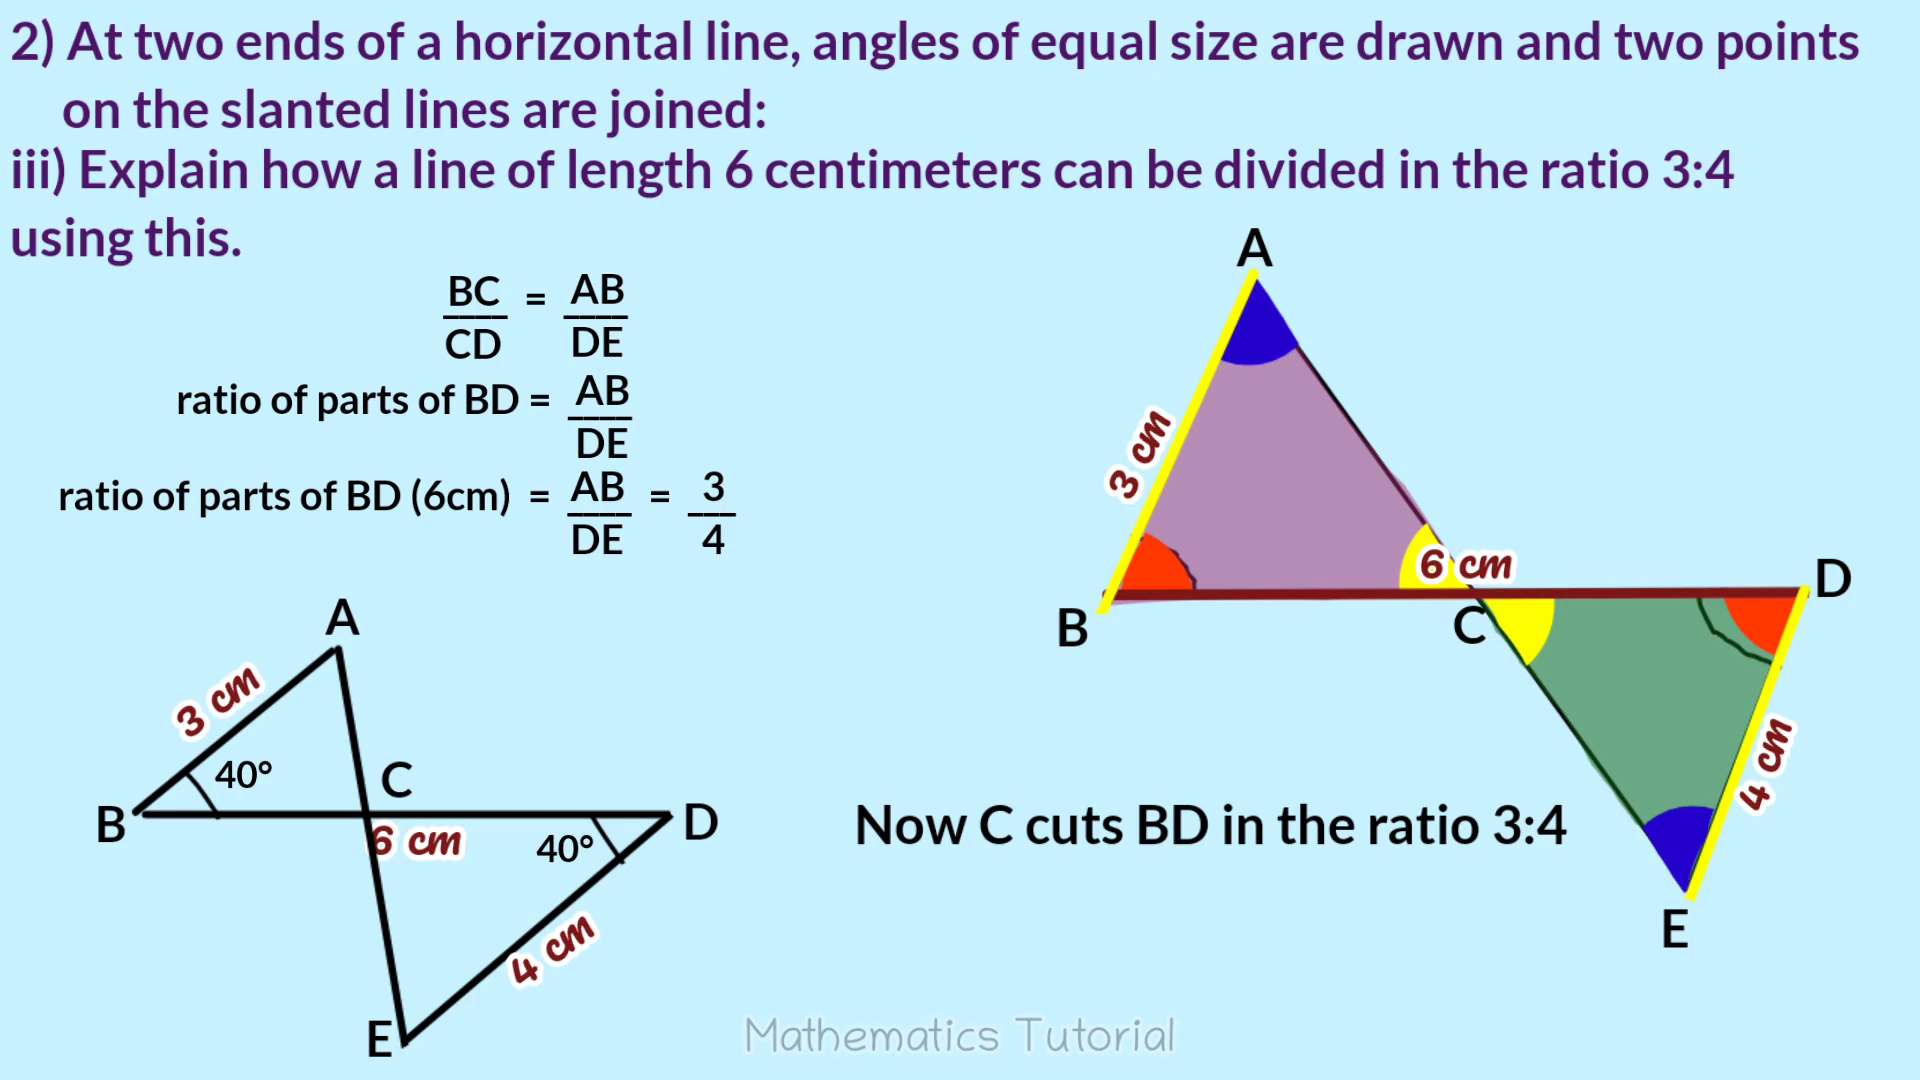 2) At two ends of a horizontal line, angles of equal size are drawn and two points
on the slanted lines are joined:
iii) Explain how a line of length 6 centimeters can be divided in the ratio 3:4
using this.
BC = AB
CD DE
ratio of parts of BD = AB
DE
ratio of parts of BD (6cm) = AB = 3
DE 4
A
3 cm
6 cm
B
C
D
4 cm
E
A
3 cm
40°
B
C
D
6 cm
40°
4 cm
E
Now C cuts BD in the ratio 3:4
Mathematics Tutorial